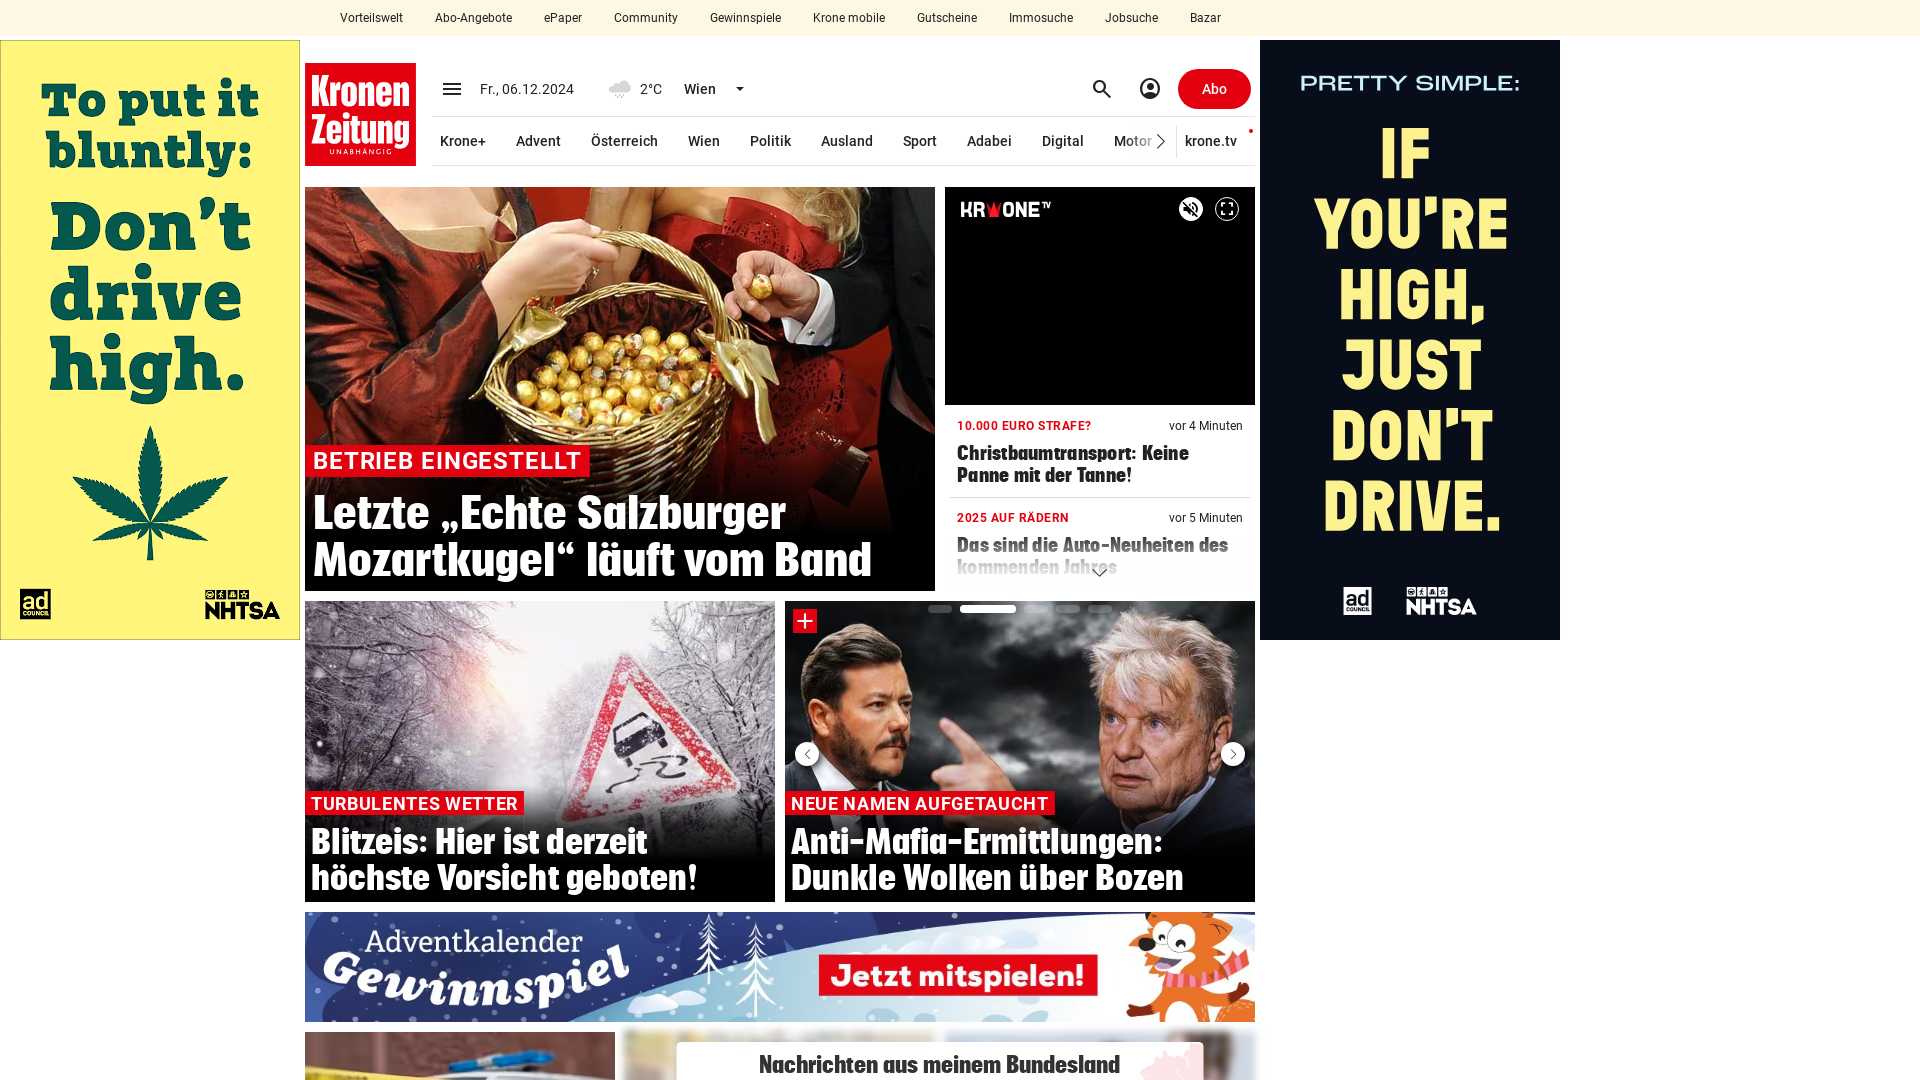 Vorteilswelt Abo-Angebote ePaper Community Gewinnspiele Krone mobile Gutscheine Immosuche Jobsuche Bazar
To put it
bluntly:
Don't
drive
high.
ad
COUNCIL
NHTSA
Kronen
Zeitung
UNABHÄNGIG
Fr., 06.12.2024 2°C Wien Abo
Krone+ Advent Österreich Wien Politik Ausland Sport Adabei Digital Motor krone.tv
BETRIEB EINGESTELLT
Letzte „Echte Salzburger
Mozartkugel“ läuft vom Band
KRONE TV
10.000 EURO STRAFE? vor 4 Minuten
Christbaumtransport: Keine
Panne mit der Tanne!
2025 AUF RÄDERN vor 5 Minuten
Das sind die Auto-Neuheiten des
kommenden Jahres
TURBULENTES WETTER
Blitzeis: Hier ist derzeit
höchste Vorsicht geboten!
NEUE NAMEN AUFGETAUCHT
Anti-Mafia-Ermittlungen:
Dunkle Wolken über Bozen
Adventkalender
Gewinnspiel
Jetzt mitspielen!
Nachrichten aus meinem Bundesland
PRETTY SIMPLE:
IF
YOU'RE
HIGH,
JUST
DON'T
DRIVE.
ad
COUNCIL
NHTSA